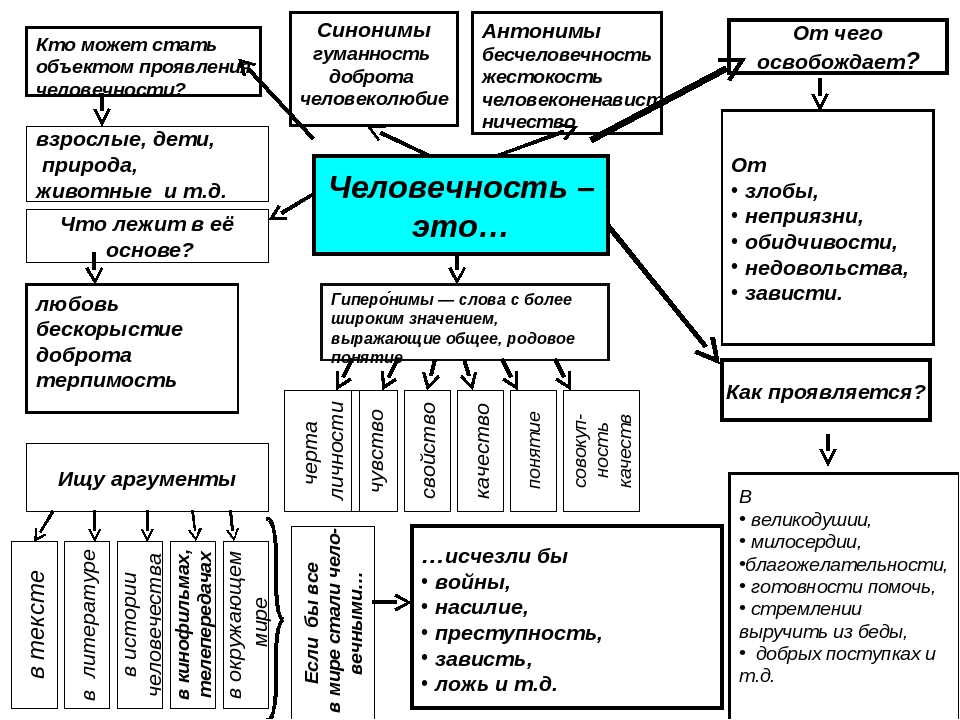 Кто может стать
объектом проявления
человечности?
Синонимы
гуманность
доброта
человеколюбие
Антонимы
бесчеловечность
жестокость
человеконенавист
ничество
От чего
освобождает?
взрослые, дети,
природа,
животные и т.д.
Человечность –
это…
От
• злобы,
• неприязни,
• обидчивости,
• недовольства,
• зависти.
Что лежит в её
основе?
любовь
бескорыстие
доброта
терпимость
Гиперо́нимы — слова с более
широким значением,
выражающие общее, родовое
понятие
Как проявляется?
черта
личности
чувство
свойство
качество
понятие
совокуп-
ность
качеств
Ищу аргументы
в тексте
в литературе
в истории
человечества
в кинофильмах,
телепередачах
в окружающем
мире
Если бы все
в мире стали чело-
вечными…
…исчезли бы
• войны,
• насилие,
• преступность,
• зависть,
• ложь и т.д.
В
• великодушии,
• милосердии,
•благожелательности,
• готовности помочь,
• стремлении
выручить из беды,
• добрых поступках и
т.д.